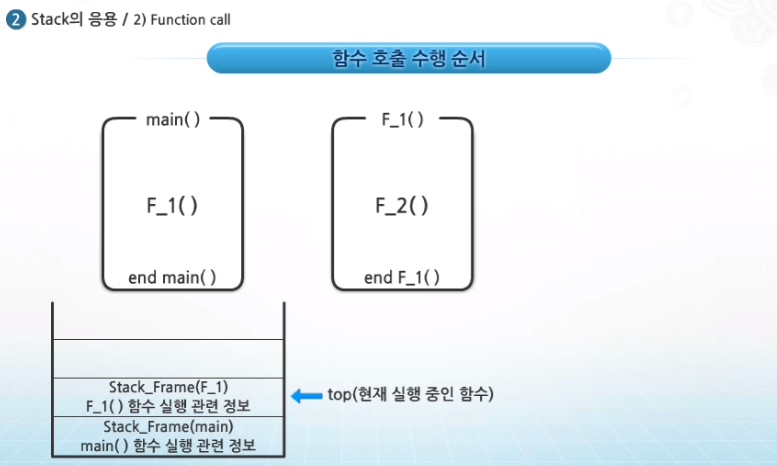 2 Stack의 응용 / 2) Function call
함수 호출 수행 순서
main( )
F_1( )
end main( )
F_1( )
F_2( )
end F_1( )
Stack_Frame(F_1)
F_1( ) 함수 실행 관련 정보
Stack_Frame(main)
main( ) 함수 실행 관련 정보
top(현재 실행 중인 함수)